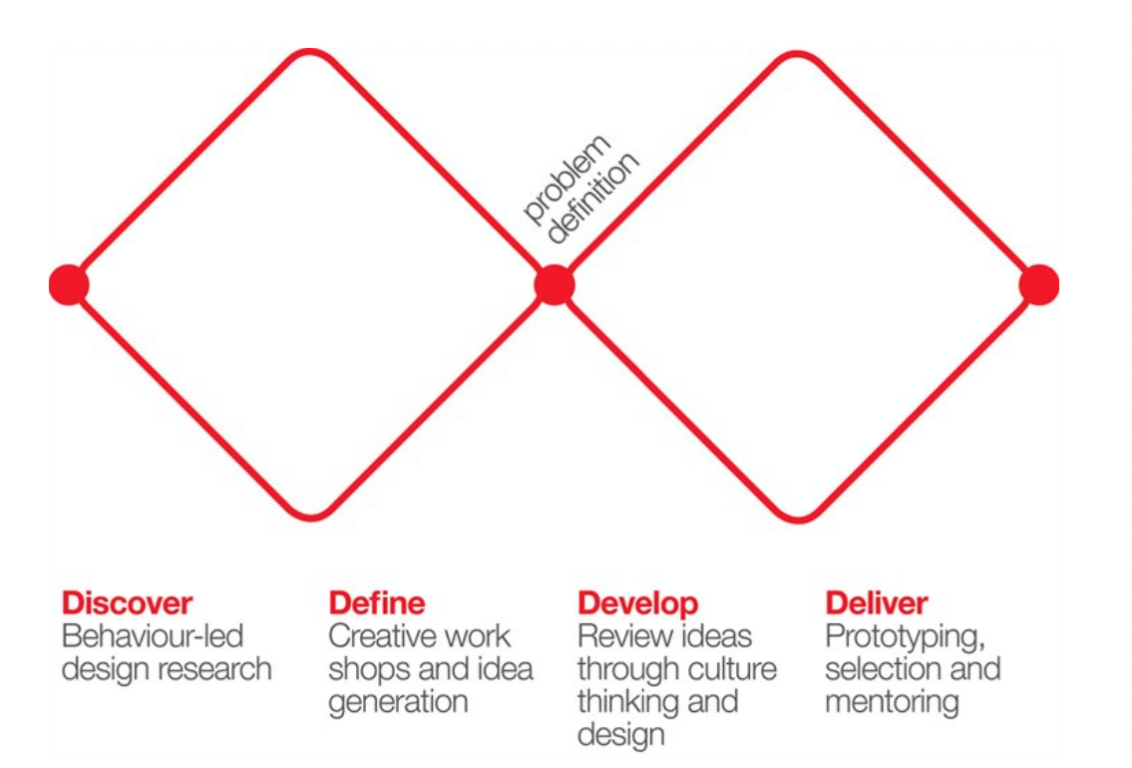 problem
definition
Discover
Behaviour-led
design research
Define
Creative work
shops and idea
generation
Develop
Review ideas
through culture
thinking and
design
Deliver
Prototyping,
selection and
mentoring